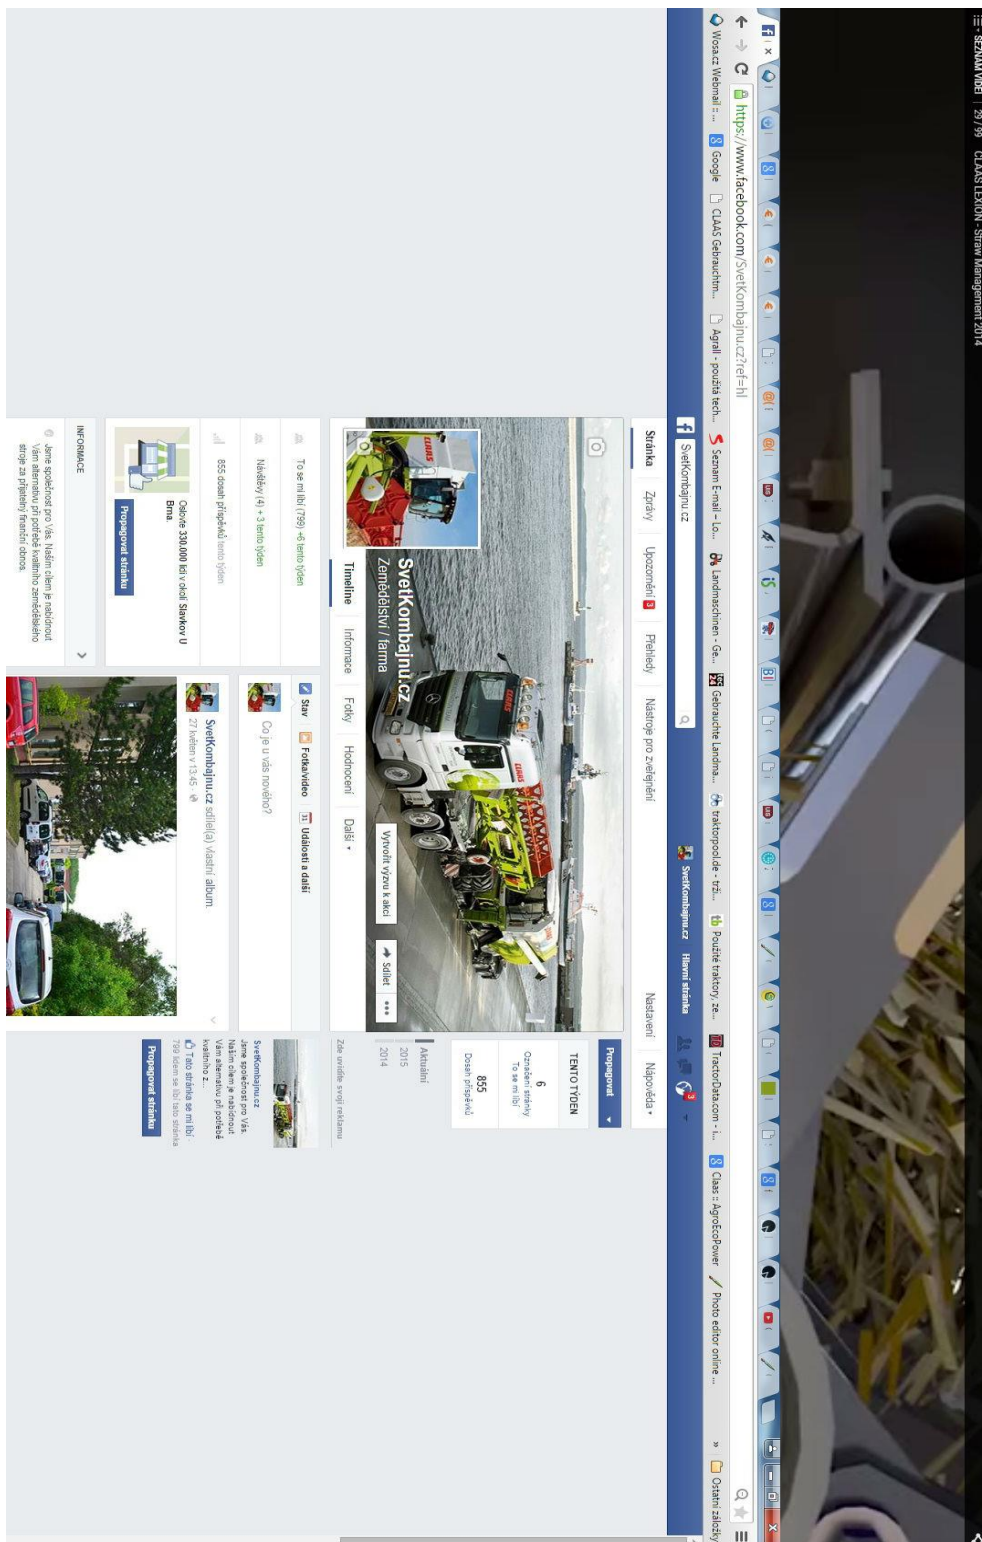 SEZNAM VIDEÍ | 29 / 99 CLAAS LEXION - Straw Management 2014
https://www.facebook.com/SvetKombajnu.cz?ref=hl
Wosa.cz Webmail :: ... Google CLAAS Gebrauchtm... Agrall - použitá tech... Seznam E-mail – Lo... Landmaschinen - Ge... Gebrauchte Landma... traktorpool.de - trži... Použité traktory, ze... TractorData.com - i... Claas :: AgroEcoPower Photo editor online ... » Ostatní záložky
SvetKombajnu.cz
SvetKombajnu.cz Hlavní stránka 3
Stránka Zprávy Upozornění 3 Přehledy Nástroje pro zveřejnění Nastavení Nápověda
CLAAS
CLAAS
CLAAS
SvetKombajnu.cz
Zemědělství / farma
Vytvořit výzvu k akci Sdílet •••
Timeline Informace Fotky Hodnocení Další
Propagovat
TENTO TÝDEN
6
Označení stránky
To se mi líbí
855
Dosah příspěvků
Aktuální
2015
2014
To se mi líbí (799) +6 tento týden
Návštěvy (4) + 3 tento týden
855 dosah příspěvků tento týden
Oslovte 330.000 lidí v okolí Slavkov U
Brna.
Propagovat stránku
INFORMACE
Jsme společnost pro Vás. Naším cílem je nabídnout
Vám alternativu při potřebě kvalitního zemědělského
stroje za přijatelný finanční obnos.
Stav Fotka/video 31 Události a další
Co je u vás nového?
SvetKombajnu.cz sdílel(a) vlastní album.
27 květen v 13:45
Zde uvidíte svoji reklamu
SvetKombajnu.cz
Jsme společnost pro Vás.
Naším cílem je nabídnout
Vám alternativu při potřebě
kvalitního z...
Tato stránka se mi líbí ·
799 lidem se líbí tato stránka
Propagovat stránku